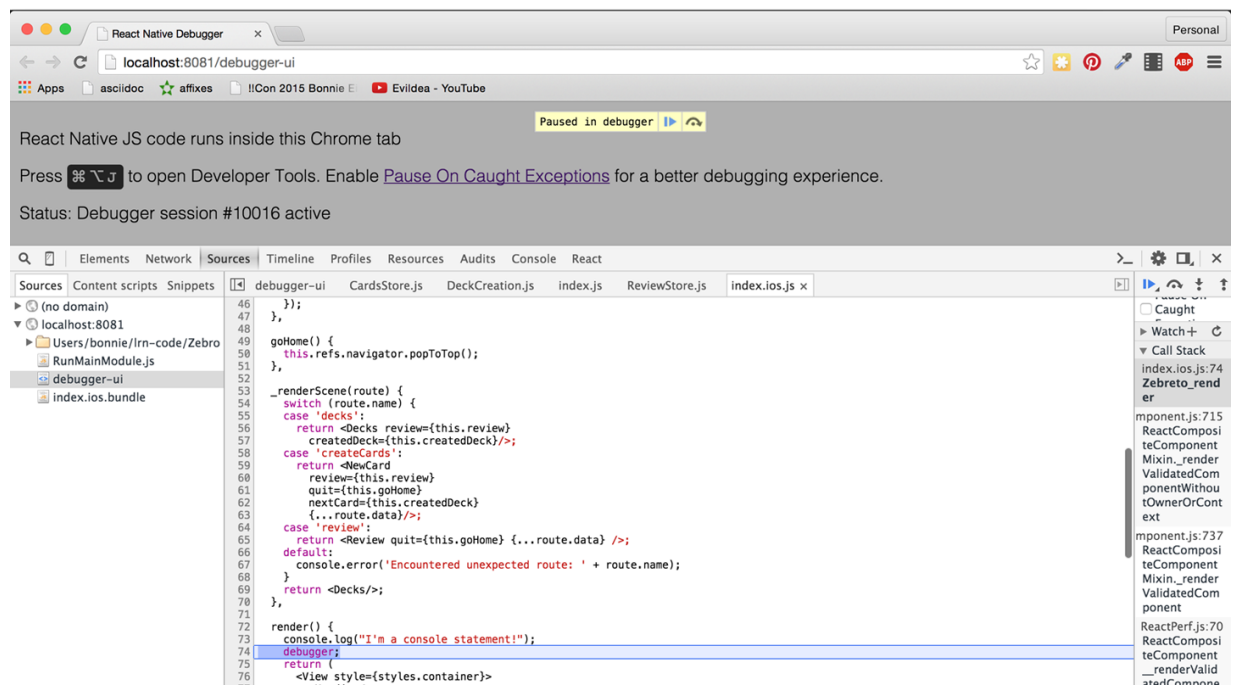 React Native Debugger ×
Personal
localhost:8081/debugger-ui
ABP
Apps asciidoc affixes !!Con 2015 Bonnie E Evildea - YouTube
Paused in debugger
React Native JS code runs inside this Chrome tab
Press ⌘⌥J to open Developer Tools. Enable Pause On Caught Exceptions for a better debugging experience.
Status: Debugger session #10016 active
Elements Network Sources Timeline Profiles Resources Audits Console React
Sources Content scripts Snippets
debugger-ui CardsStore.js DeckCreation.js index.js ReviewStore.js index.ios.js ×
(no domain)
localhost:8081
Users/bonnie/lrn-code/Zebro
RunMainModule.js
debugger-ui
index.ios.bundle
46 });
47 },
48
49 goHome() {
50 this.refs.navigator.popToTop();
51 },
52
53 _renderScene(route) {
54 switch (route.name) {
55 case 'decks':
56 return <Decks review={this.review}
57 createdDeck={this.createdDeck}/>;
58 case 'createCards':
59 return <NewCard
60 review={this.review}
61 quit={this.goHome}
62 nextCard={this.createdDeck}
63 {...route.data}/>;
64 case 'review':
65 return <Review quit={this.goHome} {...route.data} />;
66 default:
67 console.error('Encountered unexpected route: ' + route.name);
68 }
69 return <Decks/>;
70 },
71
72 render() {
73 console.log("I'm a console statement!");
74 debugger;
75 return (
76 <View style={styles.container}>
Pause On
Caught
Watch
Call Stack
index.ios.js:74
Zebreto_rend
er
mponent.js:715
ReactComposi
teComponent
Mixin._render
ValidatedCom
ponentWithou
tOwnerOrCont
ext
mponent.js:737
ReactComposi
teComponent
Mixin._render
ValidatedCom
ponent
ReactPerf.js:70
ReactComposi
teComponent
__renderValid
atedCompone